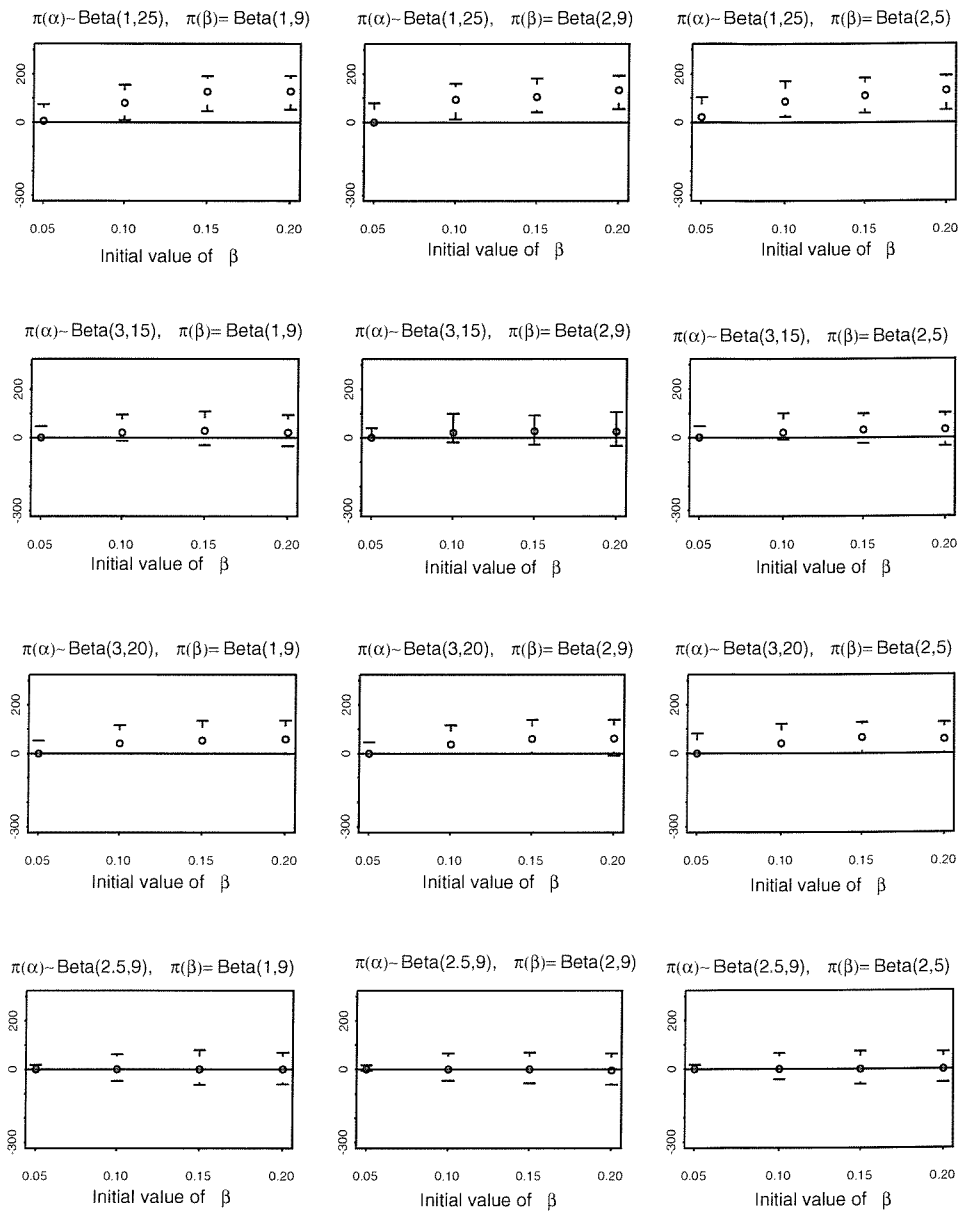 π(α)~Beta(1,25),   π(β)= Beta(1,9)
200
0
-300
0.05 0.10 0.15 0.20
Initial value of β
π(α)~Beta(1,25),   π(β)= Beta(2,9)
200
0
-300
0.05 0.10 0.15 0.20
Initial value of β
π(α)~Beta(1,25),   π(β)= Beta(2,5)
200
0
-300
0.05 0.10 0.15 0.20
Initial value of β
π(α)~Beta(3,15),   π(β)= Beta(1,9)
200
0
-300
0.05 0.10 0.15 0.20
Initial value of β
π(α)~Beta(3,15),   π(β)= Beta(2,9)
200
0
-300
0.05 0.10 0.15 0.20
Initial value of β
π(α)~Beta(3,15),   π(β)= Beta(2,5)
200
0
-300
0.05 0.10 0.15 0.20
Initial value of β
π(α)~Beta(3,20),   π(β)= Beta(1,9)
200
0
-300
0.05 0.10 0.15 0.20
Initial value of β
π(α)~Beta(3,20),   π(β)= Beta(2,9)
200
0
-300
0.05 0.10 0.15 0.20
Initial value of β
π(α)~Beta(3,20),   π(β)= Beta(2,5)
200
0
-300
0.05 0.10 0.15 0.20
Initial value of β
π(α)~Beta(2.5,9),   π(β)= Beta(1,9)
200
0
-300
0.05 0.10 0.15 0.20
Initial value of β
π(α)~Beta(2.5,9),   π(β)= Beta(2,9)
200
0
-300
0.05 0.10 0.15 0.20
Initial value of β
π(α)~Beta(2.5,9),   π(β)= Beta(2,5)
200
0
-300
0.05 0.10 0.15 0.20
Initial value of β